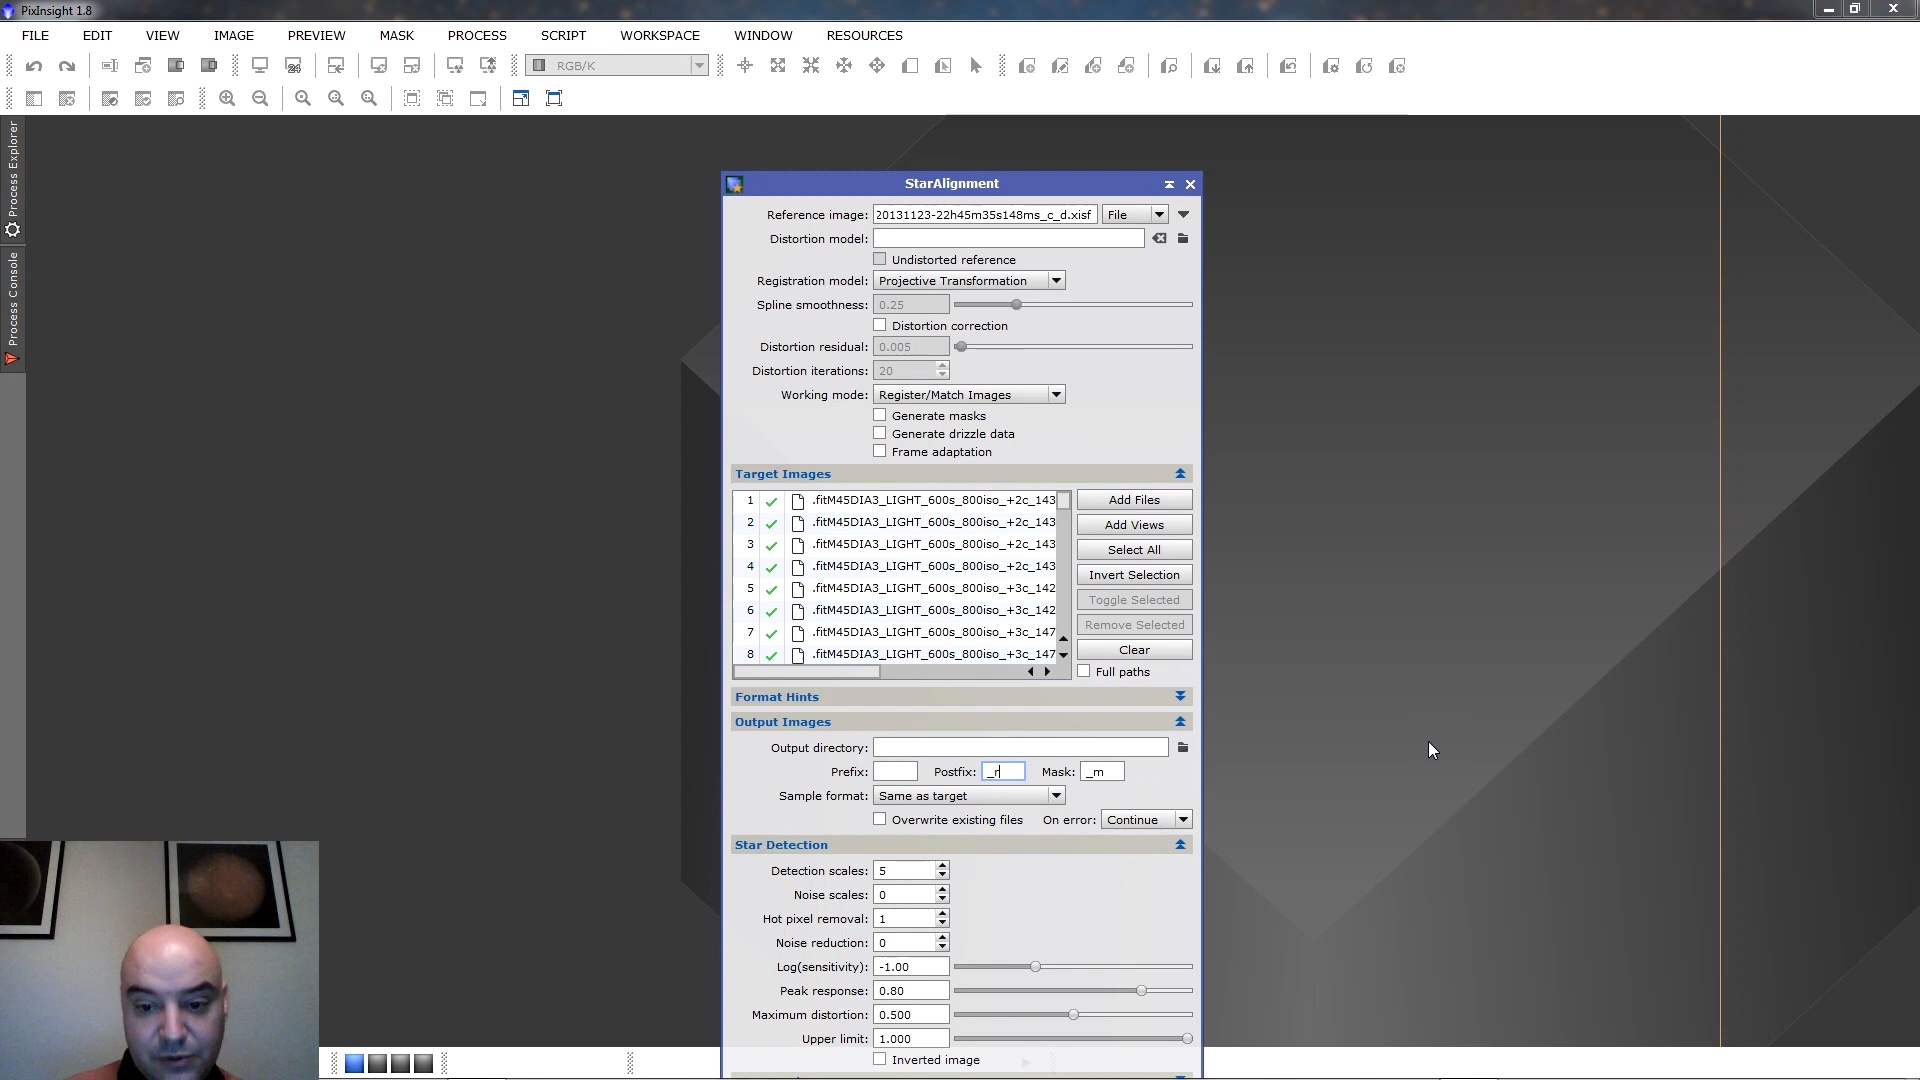 PixInsight 1.8
FILE EDIT VIEW IMAGE PREVIEW MASK PROCESS SCRIPT WORKSPACE WINDOW RESOURCES
RGB/K
Process Explorer
Process Console
StarAlignment
Reference image: 20131123-22h45m35s148ms_c_d.xisf File
Distortion model:
Undistorted reference
Registration model: Projective Transformation
Spline smoothness: 0.25
Distortion correction
Distortion residual: 0.005
Distortion iterations: 20
Working mode: Register/Match Images
Generate masks
Generate drizzle data
Frame adaptation
Target Images
1 .fitM45DIA3_LIGHT_600s_800iso_+2c_143
2 .fitM45DIA3_LIGHT_600s_800iso_+2c_143
3 .fitM45DIA3_LIGHT_600s_800iso_+2c_143
4 .fitM45DIA3_LIGHT_600s_800iso_+2c_143
5 .fitM45DIA3_LIGHT_600s_800iso_+3c_142
6 .fitM45DIA3_LIGHT_600s_800iso_+3c_142
7 .fitM45DIA3_LIGHT_600s_800iso_+3c_147
8 .fitM45DIA3_LIGHT_600s_800iso_+3c_147
Add Files
Add Views
Select All
Invert Selection
Toggle Selected
Remove Selected
Clear
Full paths
Format Hints
Output Images
Output directory:
Prefix: Postfix: _r Mask: _m
Sample format: Same as target
Overwrite existing files On error: Continue
Star Detection
Detection scales: 5
Noise scales: 0
Hot pixel removal: 1
Noise reduction: 0
Log(sensitivity): -1.00
Peak response: 0.80
Maximum distortion: 0.500
Upper limit: 1.000
Inverted image